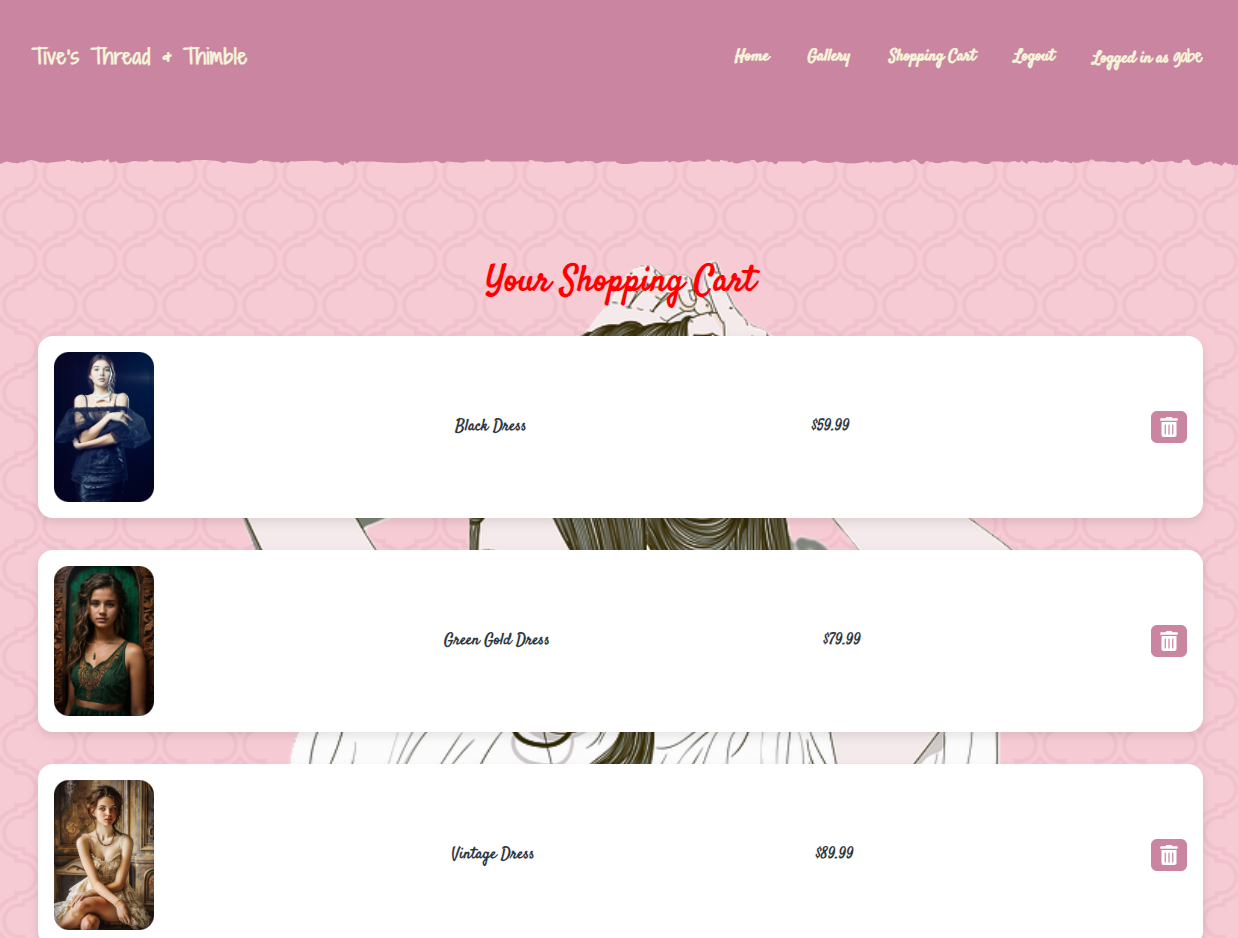 Tive's Thread & Thimble
Home Gallery Shopping Cart Logout Logged in as gabe
Your Shopping Cart
Black Dress $59.99
Green Gold Dress $79.99
Vintage Dress $89.99